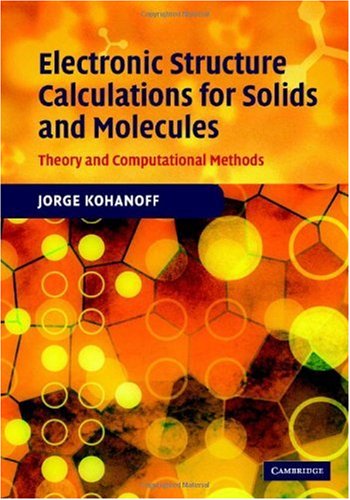 Electronic Structure
Calculations for Solids
and Molecules
Theory and Computational Methods
JORGE KOHANOFF
CAMBRIDGE